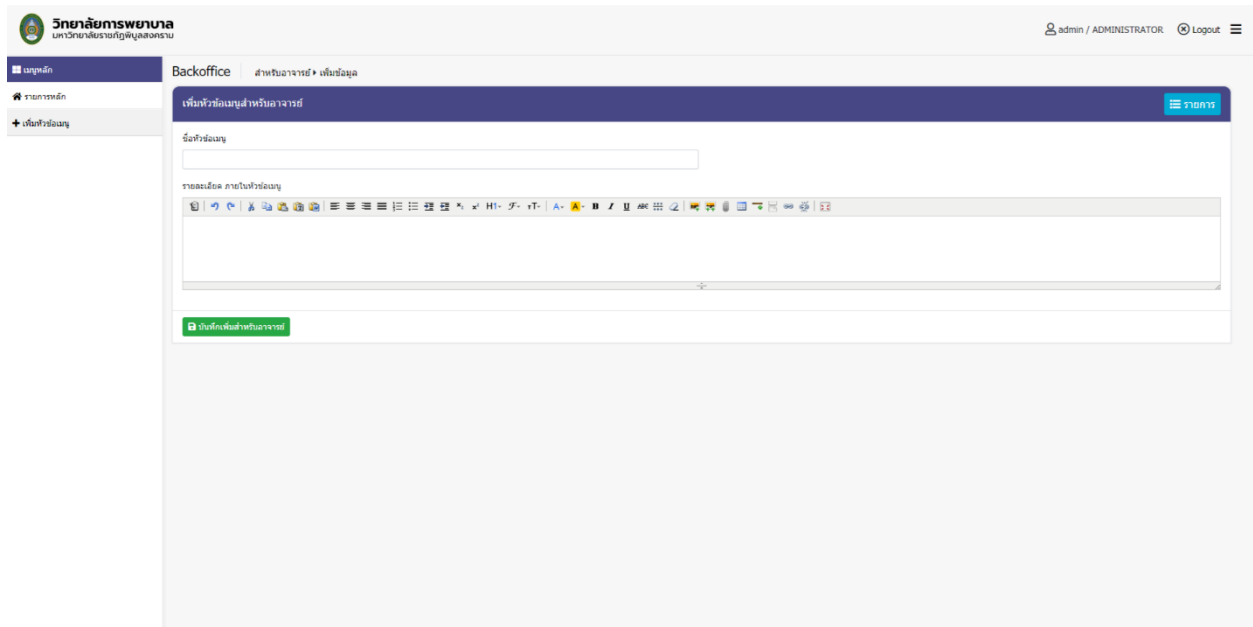 วิทยาลัยการพยาบาล
มหาวิทยาลัยราชภัฏพิบูลสงคราม
admin / ADMINISTRATOR Logout
เมนูหลัก
Backoffice สำหรับอาจารย์ เพิ่มข้อมูล
รายการหลัก
เพิ่มหัวข้อเมนูสำหรับอาจารย์ รายการ
เพิ่มหัวข้อเมนู
ชื่อหัวข้อเมนู
รายละเอียด ภายในหัวข้อเมนู
H1 F TT A A B I U ABC
บันทึกเพิ่มสำหรับอาจารย์